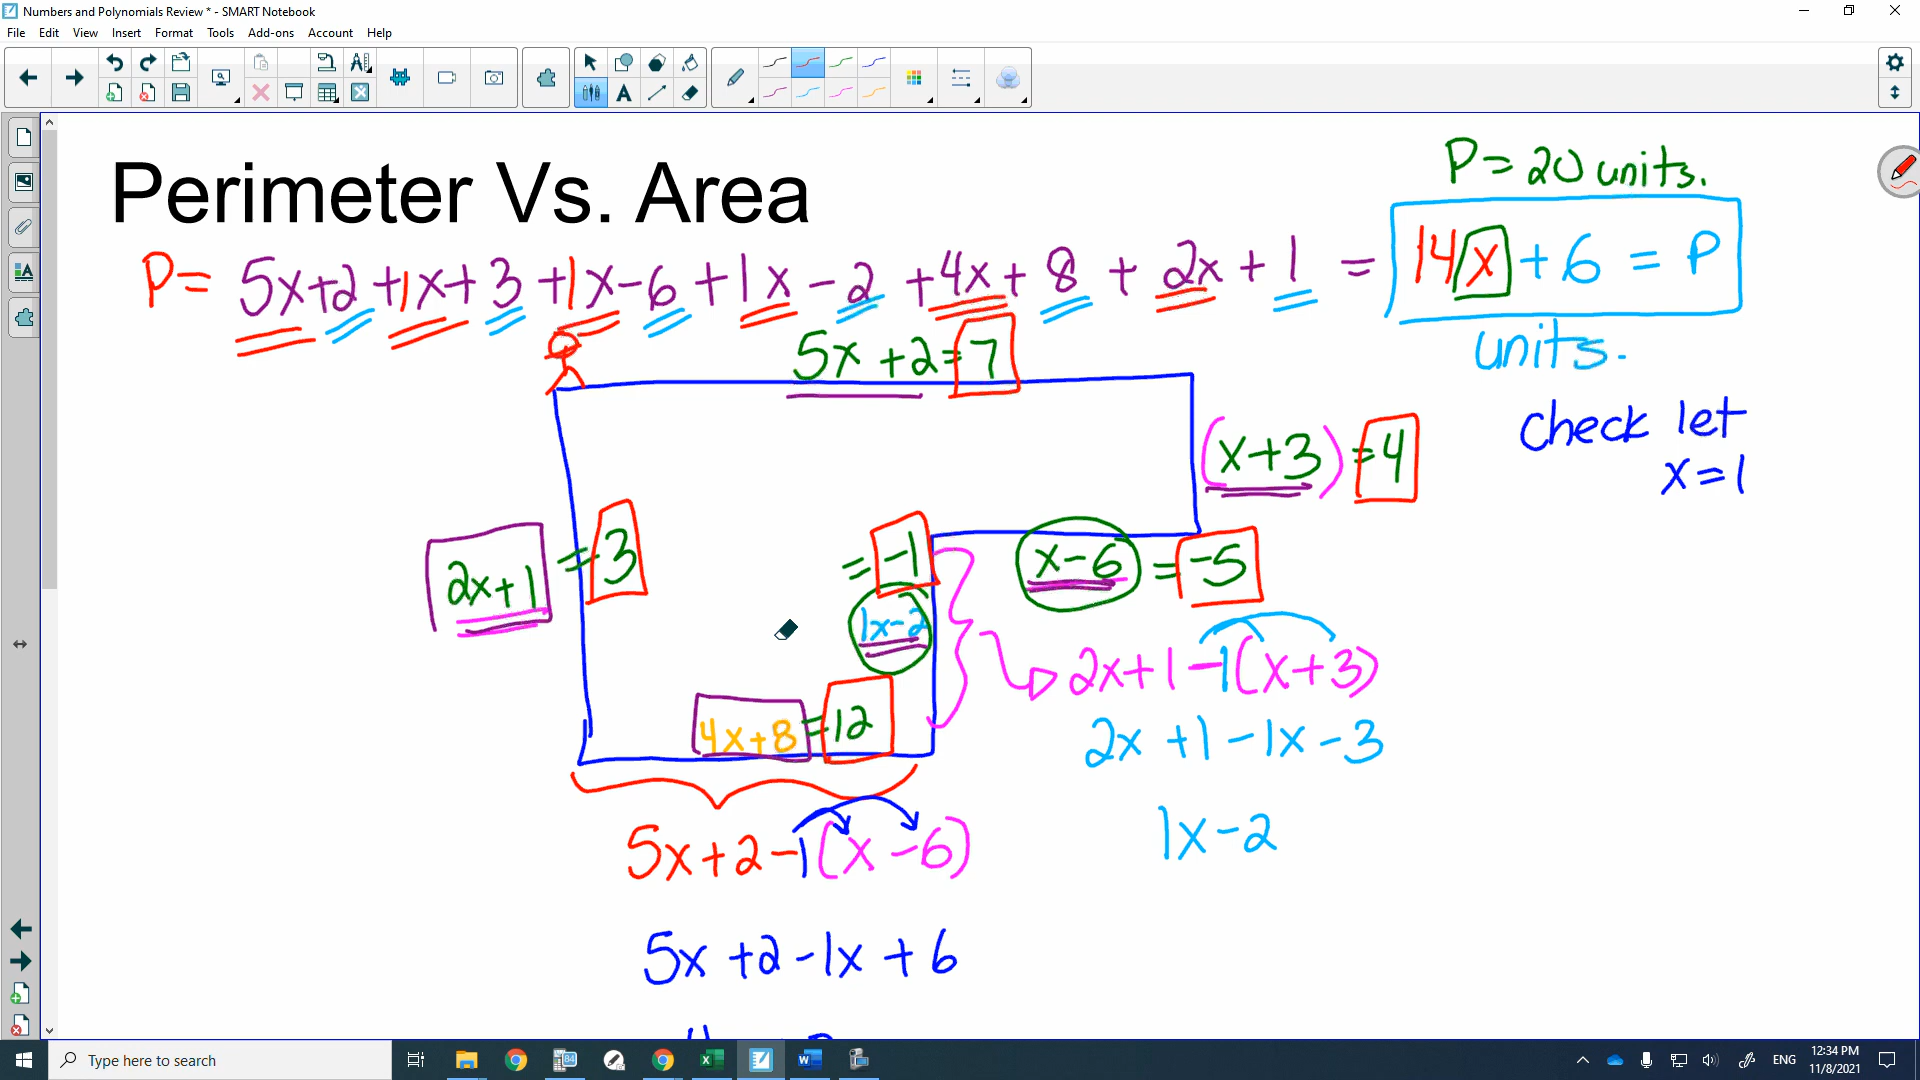 Numbers and Polynomials Review * - SMART Notebook
File Edit View Insert Format Tools Add-ons Account Help
P = 20 units.
Perimeter Vs. Area
P = 5x+2 +1x+3 +1x-6 +1x-2 +4x+8 + 2x+1 = 14x+6 = P
units.
5x+2=7
check let
x=1
(x+3)=4
2x+1 = 3
= -1
x-6 = -5
1x-2
4x+8 = 12
2x+1-1(x+3)
2x+1-1x-3
1x-2
5x+2-1(x-6)
5x+2-1x+6
Type here to search
84
ENG
12:34 PM
11/8/2021